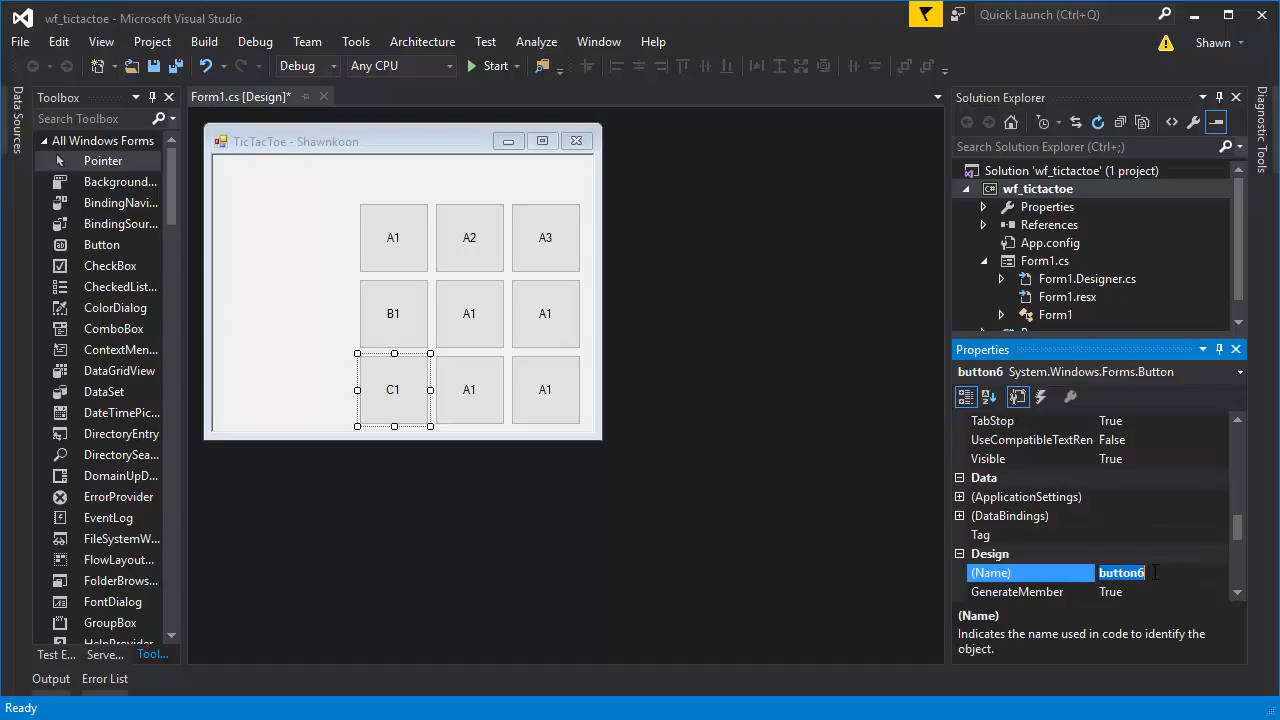 wf_tictactoe - Microsoft Visual Studio
Quick Launch (Ctrl+Q)
File Edit View Project Build Debug Team Tools Architecture Test Analyze Window Help
Shawn
Debug
Any CPU
Start
Data Sources
Toolbox
Search Toolbox
All Windows Forms
Pointer
Background...
BindingNavi...
BindingSour...
Button
CheckBox
CheckedList...
ColorDialog
ComboBox
ContextMen...
DataGridView
DataSet
DateTimePic...
DirectoryEntry
DirectorySea...
DomainUpD...
ErrorProvider
EventLog
FileSystemW...
FlowLayout...
FolderBrows...
FontDialog
GroupBox
HelpProvider
Test E...
Serve...
Tool...
Form1.cs [Design]*
TicTacToe - Shawnkoon
A1 A2 A3
B1 A1 A1
C1 A1 A1
Solution Explorer
Search Solution Explorer (Ctrl+;)
Solution 'wf_tictactoe' (1 project)
wf_tictactoe
Properties
References
App.config
Form1.cs
Form1.Designer.cs
Form1.resx
Form1
Properties
button6 System.Windows.Forms.Button
TabStop True
UseCompatibleTextRen False
Visible True
Data
(ApplicationSettings)
(DataBindings)
Tag
Design
(Name) button6
GenerateMember True
(Name)
Indicates the name used in code to identify the
object.
Diagnostic Tools
Output
Error List
Ready